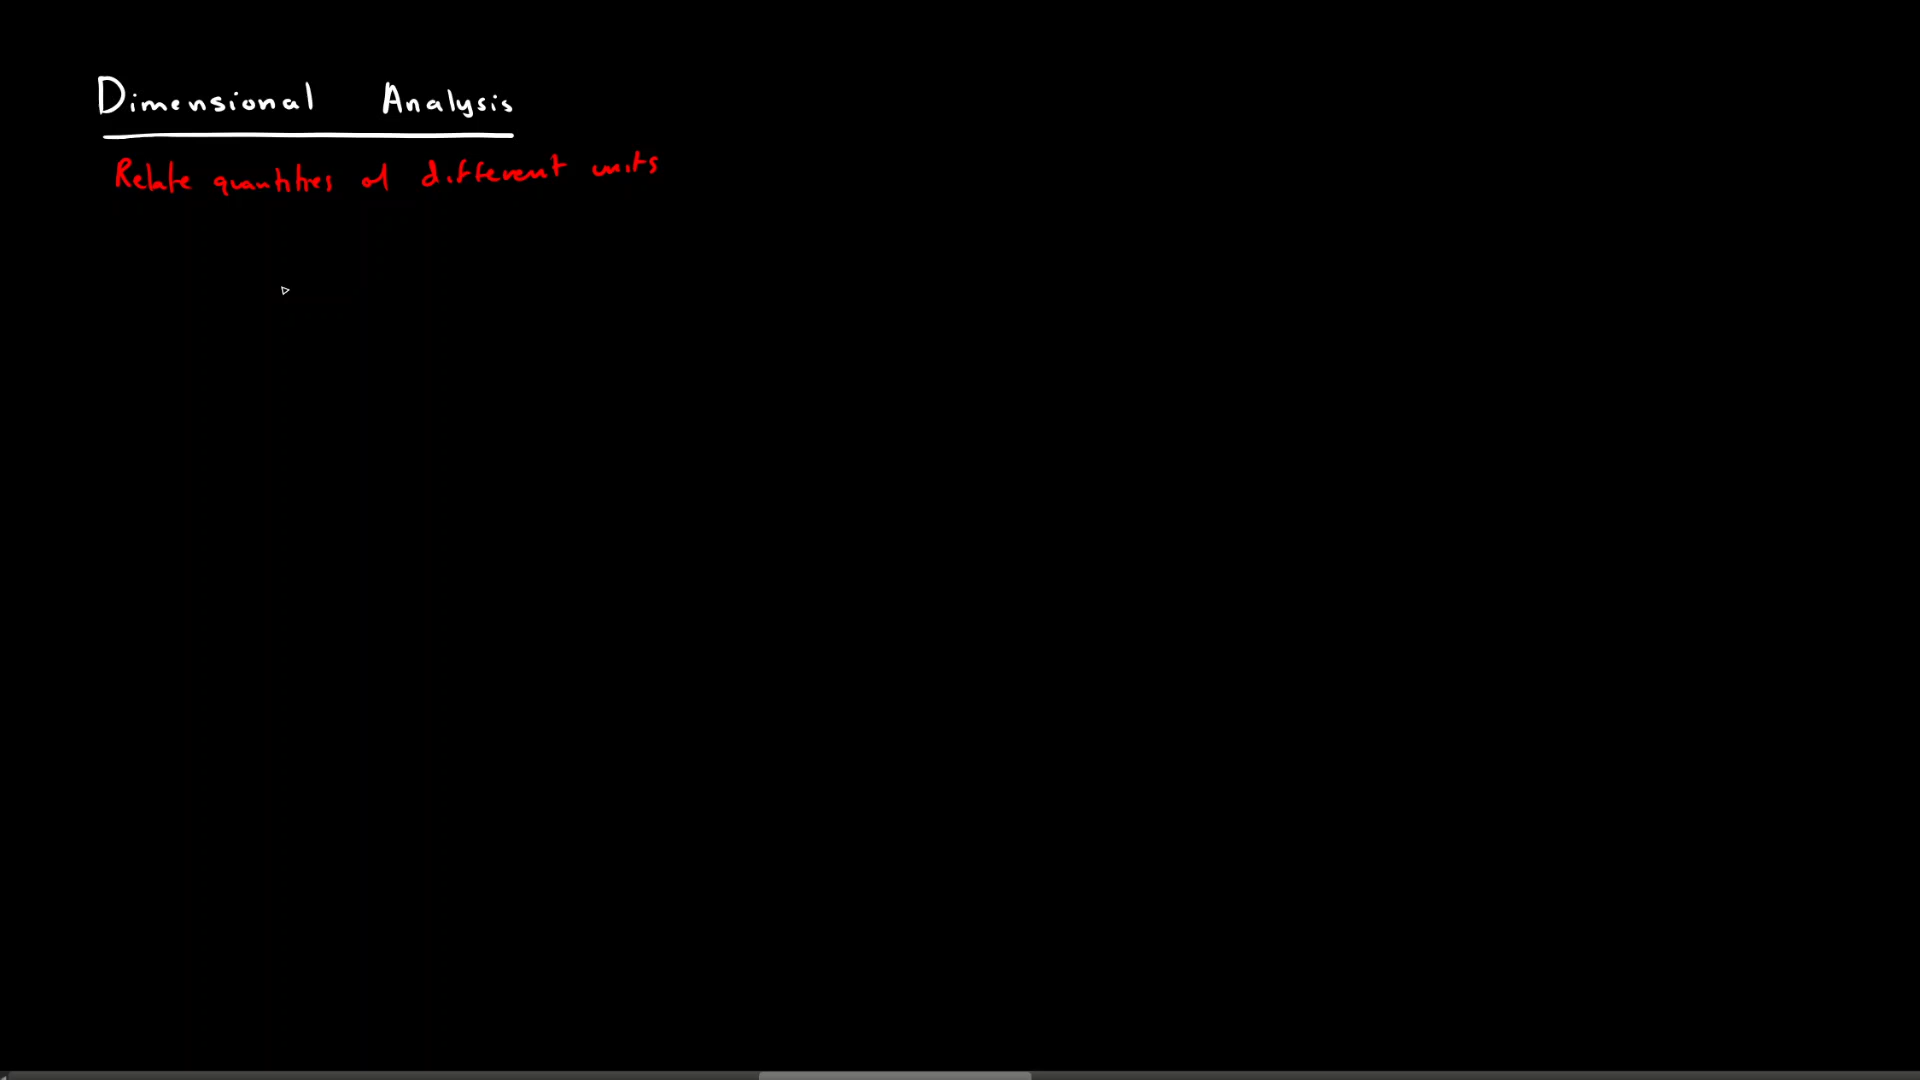 Dimensional Analysis
Relate quantities of different units